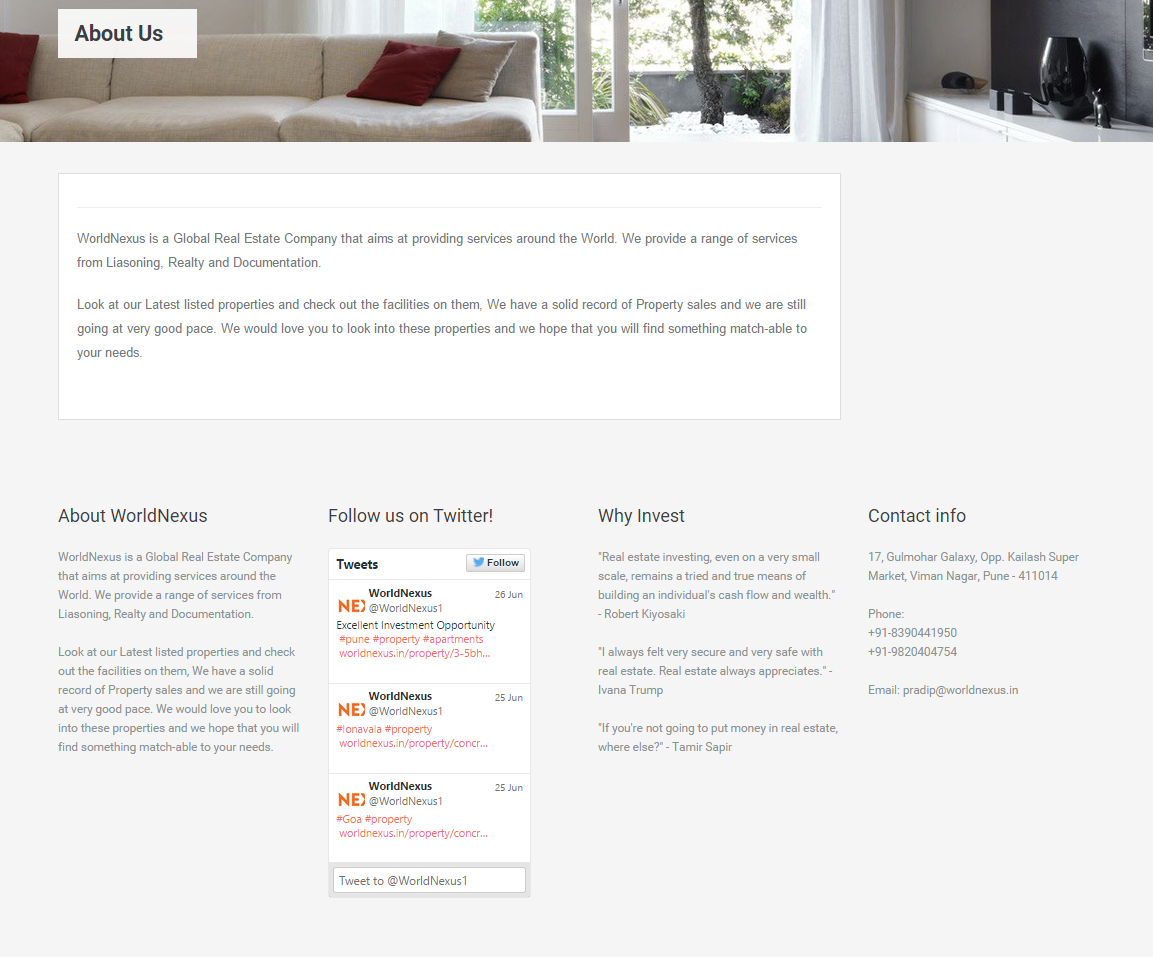 About Us
WorldNexus is a Global Real Estate Company that aims at providing services around the World. We provide a range of services
from Liasoning, Realty and Documentation.
Look at our Latest listed properties and check out the facilities on them, We have a solid record of Property sales and we are still
going at very good pace. We would love you to look into these properties and we hope that you will find something match-able to
your needs.
About WorldNexus
WorldNexus is a Global Real Estate Company
that aims at providing services around the
World. We provide a range of services from
Liasoning, Realty and Documentation.
Look at our Latest listed properties and check
out the facilities on them, We have a solid
record of Property sales and we are still going
at very good pace. We would love you to look
into these properties and we hope that you will
find something match-able to your needs.
Follow us on Twitter!
Tweets
Follow
WorldNexus
26 Jun
NEX
@WorldNexus1
Excellent Investment Opportunity
#pune #property #apartments
worldnexus.in/property/3-5bh...
WorldNexus
25 Jun
NEX
@WorldNexus1
#lonavala #property
worldnexus.in/property/concr...
WorldNexus
25 Jun
NEX
@WorldNexus1
#Goa #property
worldnexus.in/property/concr...
Tweet to @WorldNexus1
Why Invest
"Real estate investing, even on a very small
scale, remains a tried and true means of
building an individual's cash flow and wealth."
- Robert Kiyosaki
"I always felt very secure and very safe with
real estate. Real estate always appreciates." -
Ivana Trump
"If you're not going to put money in real estate,
where else?" - Tamir Sapir
Contact info
17, Gulmohar Galaxy, Opp. Kailash Super
Market, Viman Nagar, Pune - 411014
Phone:
+91-8390441950
+91-9820404754
Email: pradip@worldnexus.in